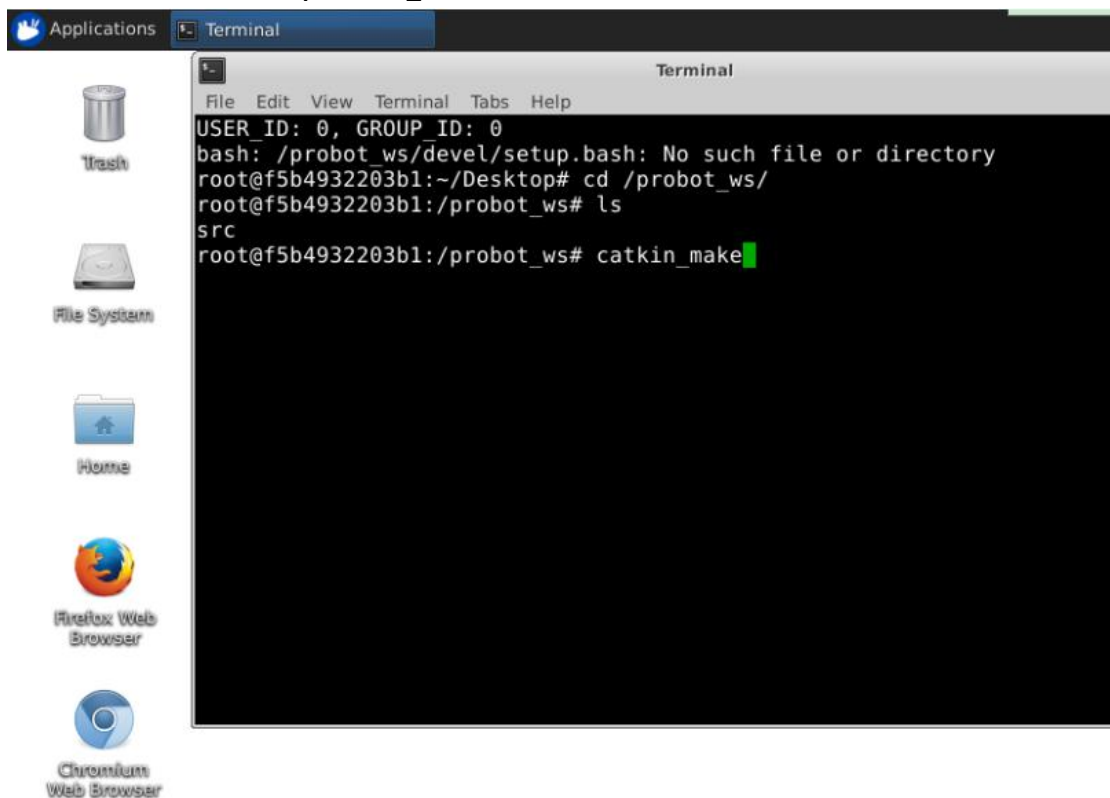 Applications
Terminal
Terminal
File Edit View Terminal Tabs Help
USER_ID: 0, GROUP_ID: 0
bash: /probot_ws/devel/setup.bash: No such file or directory
root@f5b4932203b1:~/Desktop# cd /probot_ws/
root@f5b4932203b1:/probot_ws# ls
src
root@f5b4932203b1:/probot_ws# catkin_make
Trash
File System
Home
Firefox Web
Browser
Chromium
Web Browser